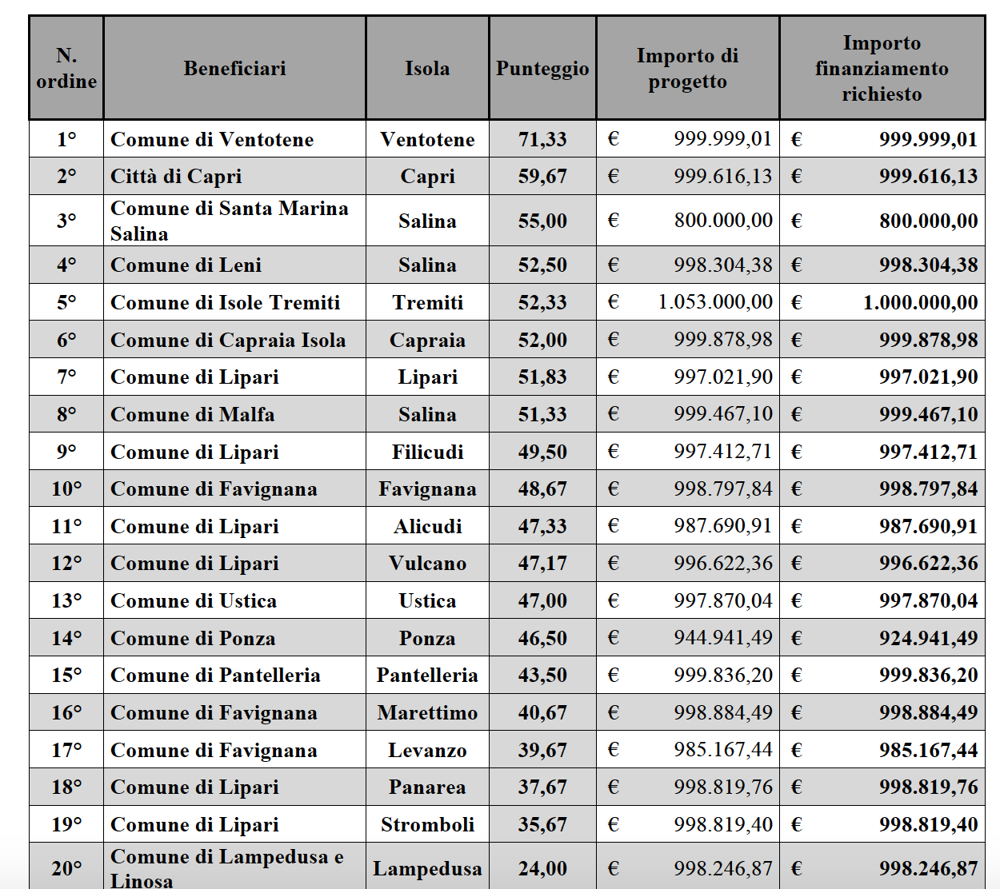 N. ordine Beneficiari Isola Punteggio Importo di progetto Importo finanziamento richiesto
1° Comune di Ventotene Ventotene 71,33 € 999.999,01 € 999.999,01
2° Città di Capri Capri 59,67 € 999.616,13 € 999.616,13
3° Comune di Santa Marina Salina Salina 55,00 € 800.000,00 € 800.000,00
4° Comune di Leni Salina 52,50 € 998.304,38 € 998.304,38
5° Comune di Isole Tremiti Tremiti 52,33 € 1.053.000,00 € 1.000.000,00
6° Comune di Capraia Isola Capraia 52,00 € 999.878,98 € 999.878,98
7° Comune di Lipari Lipari 51,83 € 997.021,90 € 997.021,90
8° Comune di Malfa Salina 51,33 € 999.467,10 € 999.467,10
9° Comune di Lipari Filicudi 49,50 € 997.412,71 € 997.412,71
10° Comune di Favignana Favignana 48,67 € 998.797,84 € 998.797,84
11° Comune di Lipari Alicudi 47,33 € 987.690,91 € 987.690,91
12° Comune di Lipari Vulcano 47,17 € 996.622,36 € 996.622,36
13° Comune di Ustica Ustica 47,00 € 997.870,04 € 997.870,04
14° Comune di Ponza Ponza 46,50 € 944.941,49 € 924.941,49
15° Comune di Pantelleria Pantelleria 43,50 € 999.836,20 € 999.836,20
16° Comune di Favignana Marettimo 40,67 € 998.884,49 € 998.884,49
17° Comune di Favignana Levanzo 39,67 € 985.167,44 € 985.167,44
18° Comune di Lipari Panarea 37,67 € 998.819,76 € 998.819,76
19° Comune di Lipari Stromboli 35,67 € 998.819,40 € 998.819,40
20° Comune di Lampedusa e Linosa Lampedusa 24,00 € 998.246,87 € 998.246,87